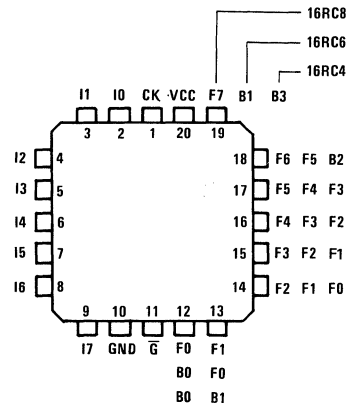 16RC8
16RC6
16RC4
I1 I0 CK VCC F7 B1 B3
3 2 1 20 19
I2 4 18 F6 F5 B2
I3 5 17 F5 F4 F3
I4 6 16 F4 F3 F2
I5 7 15 F3 F2 F1
I6 8 14 F2 F1 F0
9 10 11 12 13
I7 GND G̅ F0 F1
B0 F0
B0 B1